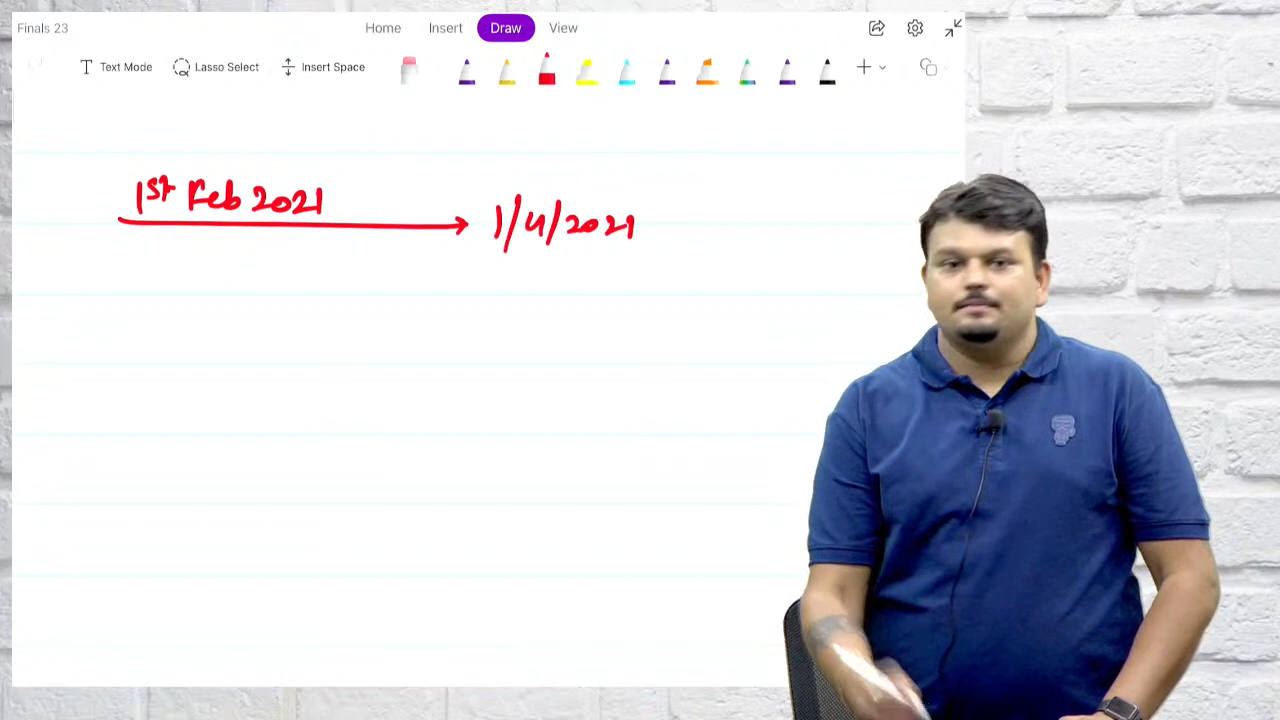 Finals 23
Home Insert Draw View
Text Mode Lasso Select Insert Space
1st Feb 2021
1/4/2021